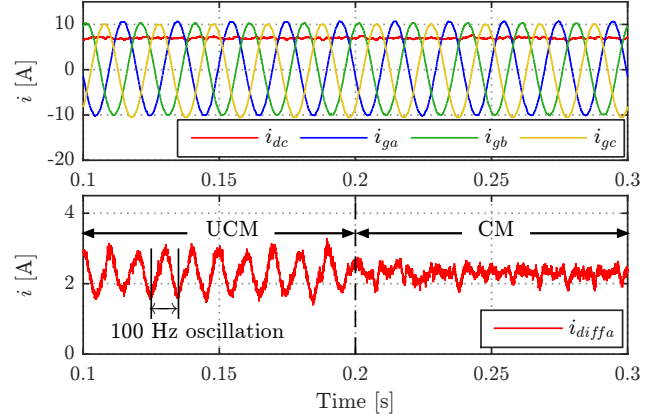 20
10
0
-10
-20
i [A]
i_dc i_ga i_gb i_gc
0.1 0.15 0.2 0.25 0.3
4
2
0
i [A]
UCM CM
100 Hz oscillation
i_diffa
0.1 0.15 0.2 0.25 0.3
Time [s]